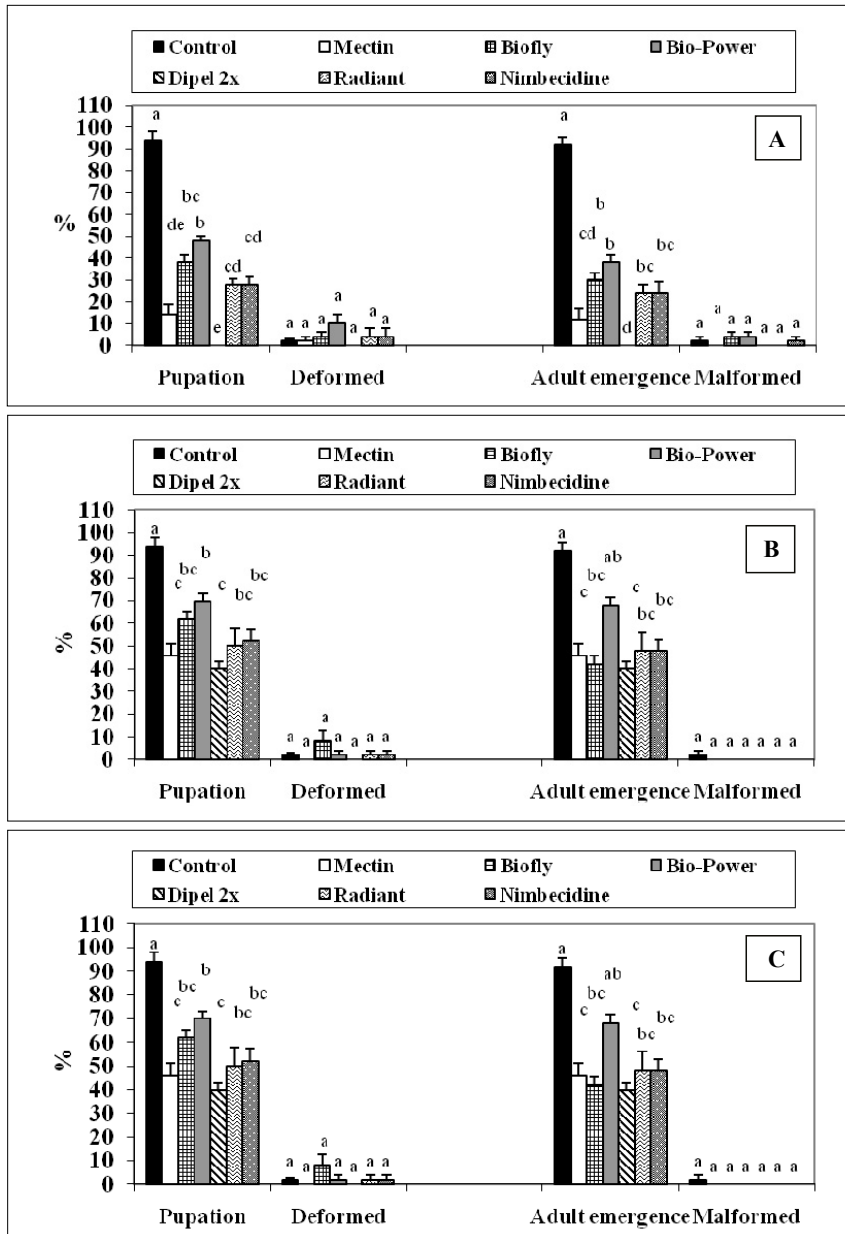 Control Mectin Biofly Bio-Power
Dipel 2x Radiant Nimbecidine
110
100
90
80
70
60
50
40
30
20
10
0
%
A
a de bc b e cd cd
a a a a a a a
a cd b b d bc bc
a a a a a a a
Pupation Deformed Adult emergence Malformed
Control Mectin Biofly Bio-Power
Dipel 2x Radiant Nimbecidine
110
100
90
80
70
60
50
40
30
20
10
0
%
B
a c bc b c bc bc
a a a a a a a
a c bc ab c bc bc
a a a a a a a
Pupation Deformed Adult emergence Malformed
Control Mectin Biofly Bio-Power
Dipel 2x Radiant Nimbecidine
110
100
90
80
70
60
50
40
30
20
10
0
%
C
a c bc b c bc bc
a a a a a a a
a c bc ab c bc bc
a a a a a a a
Pupation Deformed Adult emergence Malformed